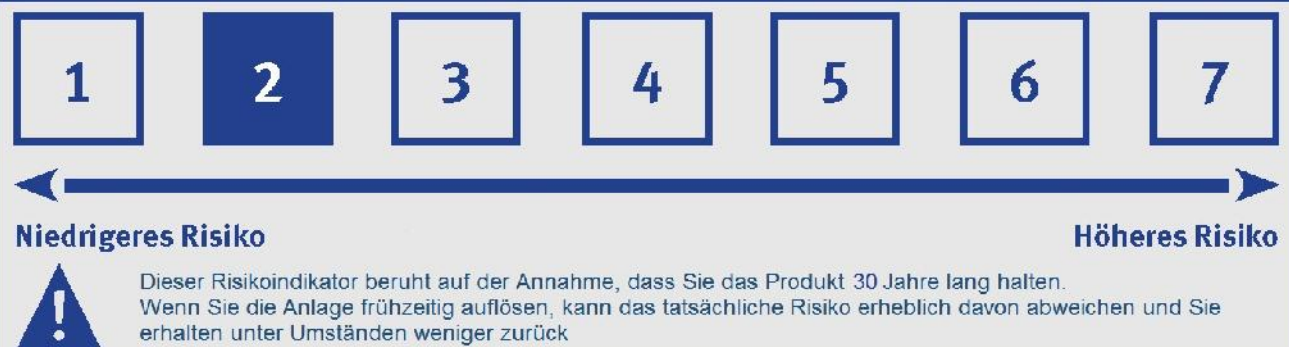 1 2 3 4 5 6 7
Niedrigeres Risiko Höheres Risiko
!
Dieser Risikoindikator beruht auf der Annahme, dass Sie das Produkt 30 Jahre lang halten.
Wenn Sie die Anlage frühzeitig auflösen, kann das tatsächliche Risiko erheblich davon abweichen und Sie
erhalten unter Umständen weniger zurück